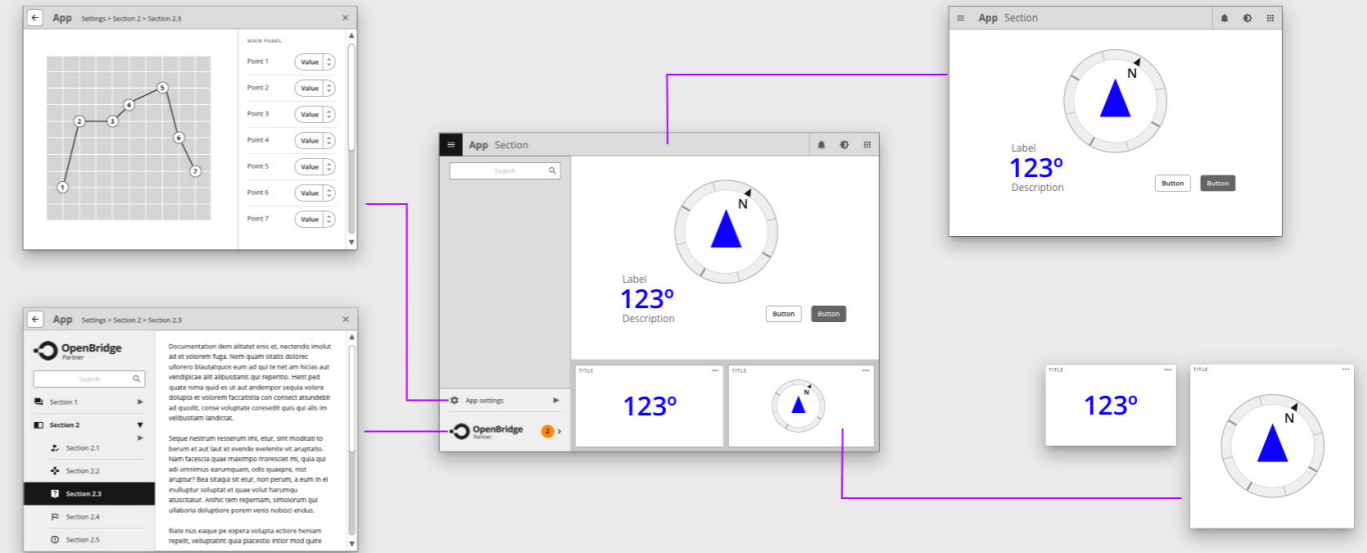 App Settings > Section 2 > Section 2.3
MAIN PANEL
Point 1 Value
Point 2 Value
Point 3 Value
Point 4 Value
Point 5 Value
Point 6 Value
Point 7 Value
1
2
3
4
5
6
7
App Settings > Section 2 > Section 2.3
OpenBridge
Partner
Search
Section 1
Section 2
Section 2.1
Section 2.2
Section 2.3
Section 2.4
Section 2.5
Documentation dem alitatet enis et, nectendis imolut
ad et volorem fuga. Nem quam sitatis dolorec
ullorero blautatquos eum ad qui te net am hicias aut
vendipicae alit alibusdanis qui reperitio. Hent ped
quate nima quid es ut aut andempor sequia volore
dolupta et volorem faccatistia con consect atiundebit
ad quodit, conse voluptate coresedit quis qui alis im
velibustiam landictat.
Seque nestrum resserum imi, etur, sint moditati to
berum et aut laut et evende evelenite vit aruptatio.
Nam facescia quae maximpo rroresciet mi, quia qui
adi omnimus earumquam, odis quaepre, nist
aruptur? Bea sitaqui sit etur, non perum, a eum in el
inulluptur soluptat et quae volut harumqu
atuscitatur. Anihic tem repernam, simolorum qui
ullaboria doluptiore porem venis nobisci endus.
Iliate nus eaque pe expera volupta ectiore heniam
repelit, velluptatint quia placestio intior mod quire
App Section
Search
N
Label
123º
Description
Button Button
App settings
OpenBridge
Partner
2
TITLE
123º
TITLE
N
App Section
N
Label
123º
Description
Button Button
TITLE
123º
TITLE
N